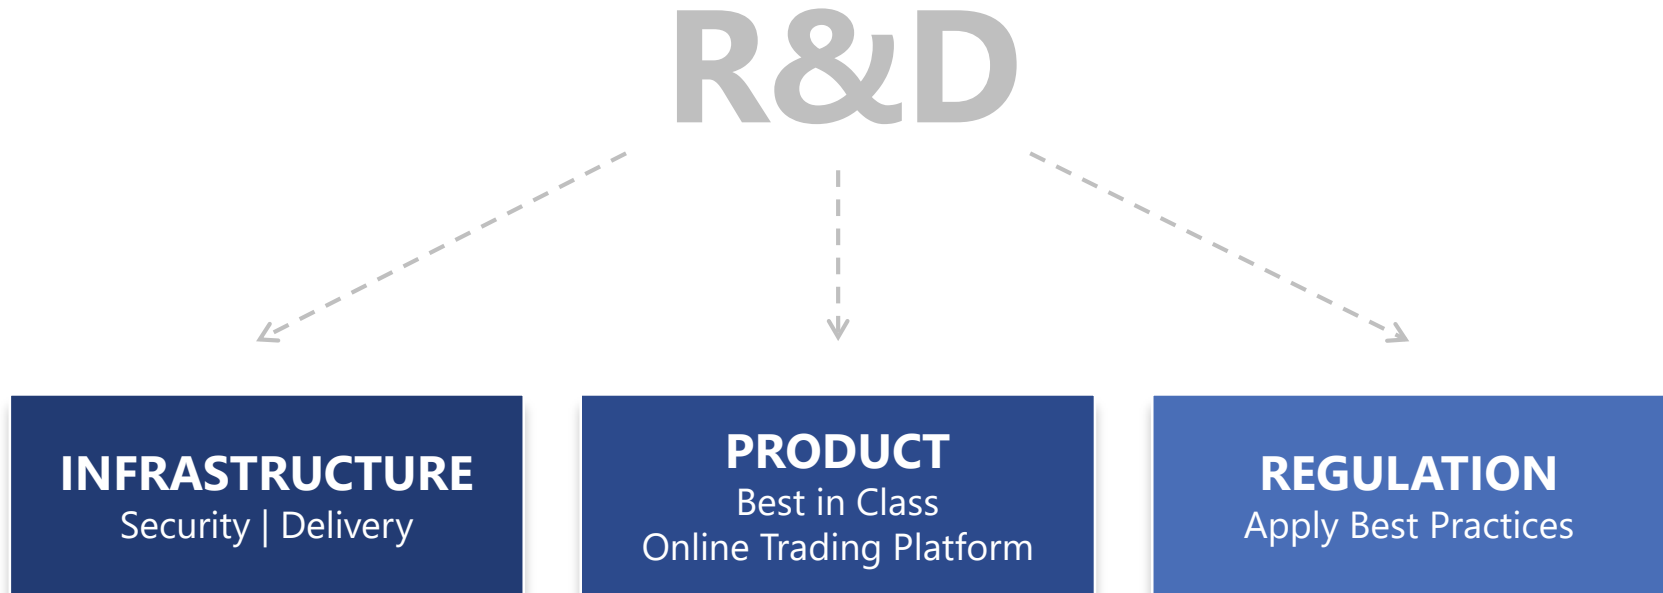 R&D
INFRASTRUCTURE
Security | Delivery
PRODUCT
Best in Class
Online Trading Platform
REGULATION
Apply Best Practices